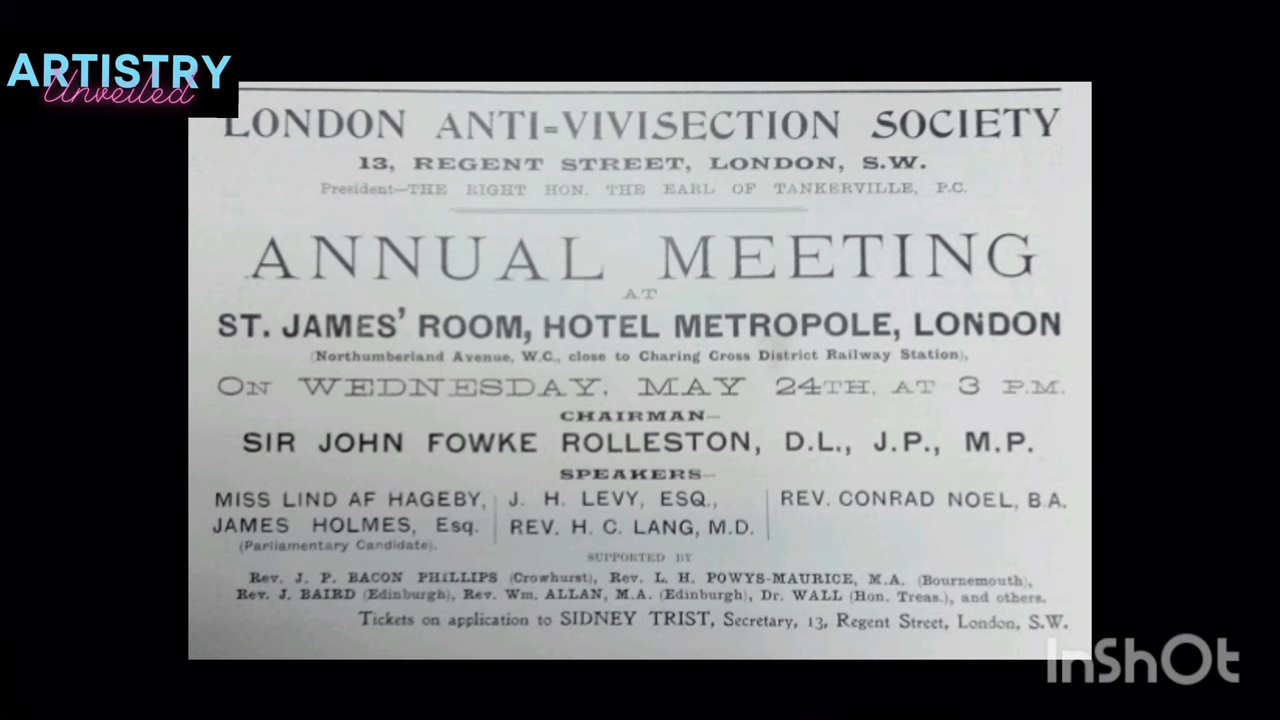 ARTISTRY
Unveiled
LONDON ANTI-VIVISECTION SOCIETY
13, REGENT STREET, LONDON, S.W.
President—THE RIGHT HON. THE EARL OF TANKERVILLE, P.C.
ANNUAL MEETING
AT
ST. JAMES' ROOM, HOTEL METROPOLE, LONDON
(Northumberland Avenue, W.C., close to Charing Cross District Railway Station),
ON WEDNESDAY, MAY 24TH, AT 3 P.M.
CHAIRMAN—
SIR JOHN FOWKE ROLLESTON, D.L., J.P., M.P.
SPEAKERS—
MISS LIND AF HAGEBY,
JAMES HOLMES, Esq.
(Parliamentary Candidate).
J. H. LEVY, ESQ.,
REV. H. C. LANG, M.D.
REV. CONRAD NOEL, B.A.
SUPPORTED BY
Rev. J. P. BACON PHILLIPS (Crowhurst), Rev. L. H. POWYS-MAURICE, M.A. (Bournemouth),
Rev. J. BAIRD (Edinburgh), Rev. Wm. ALLAN, M.A. (Edinburgh), Dr. WALL (Hon. Treas.), and others.
Tickets on application to SIDNEY TRIST, Secretary, 13, Regent Street, London, S.W.
InShOt